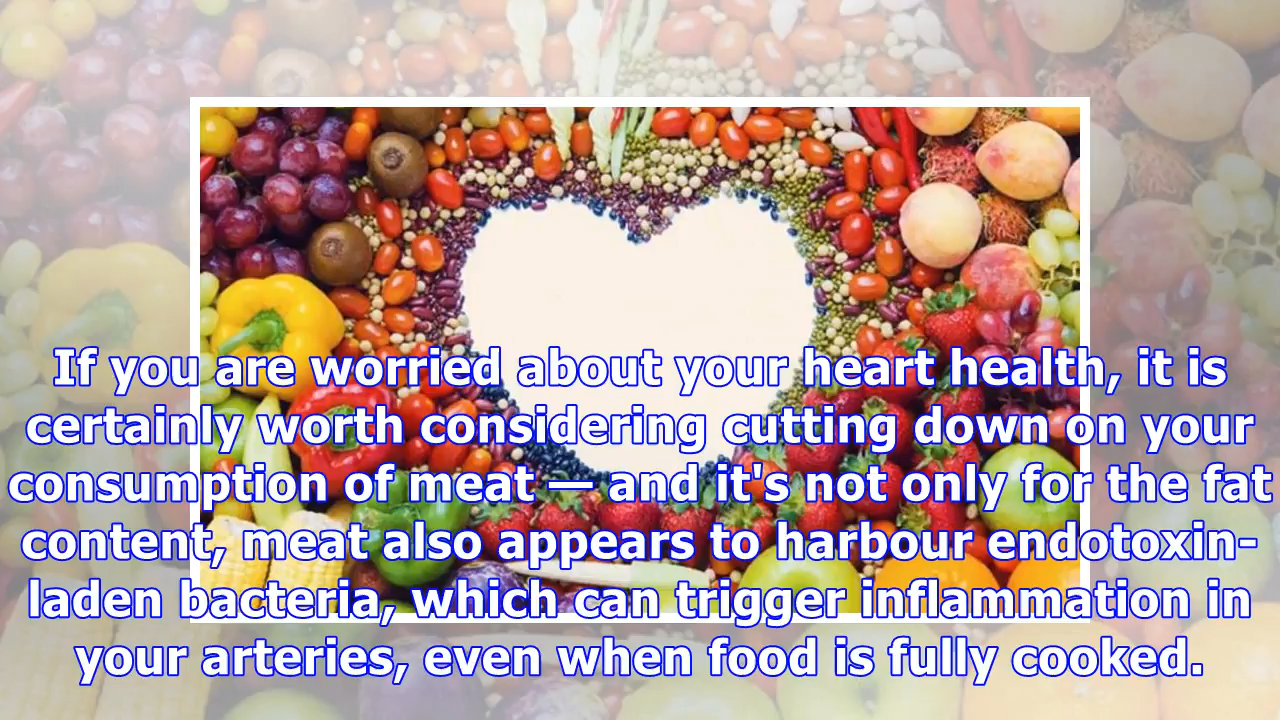 If you are worried about your heart health, it is
certainly worth considering cutting down on your
consumption of meat — and it's not only for the fat
content, meat also appears to harbour endotoxin-
laden bacteria, which can trigger inflammation in
your arteries, even when food is fully cooked.